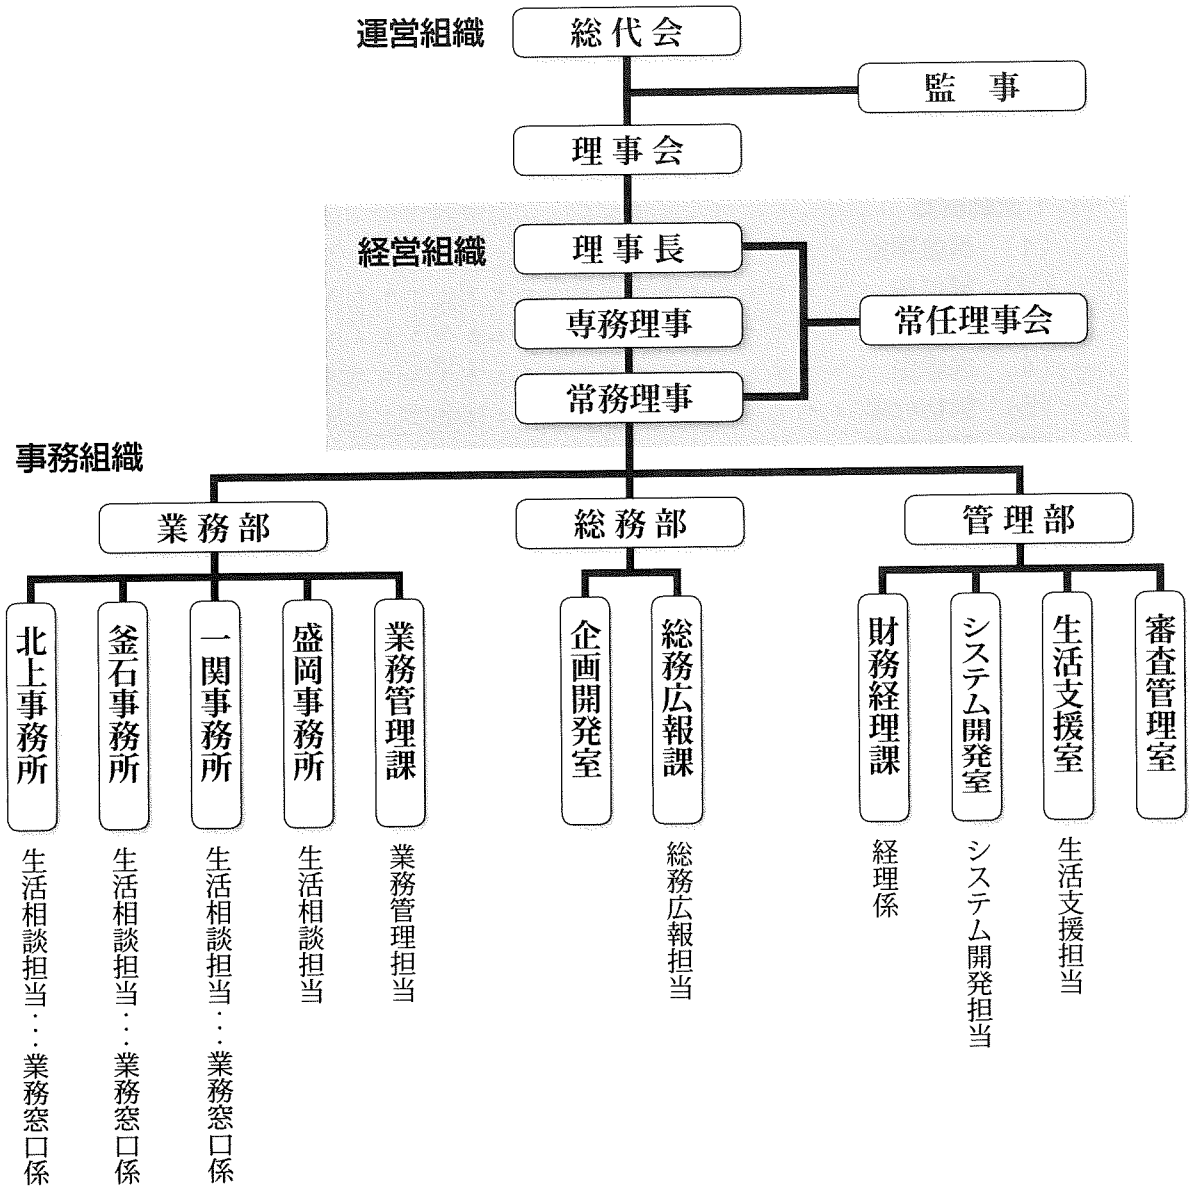 運営組織
総代会
監　事
理事会
経営組織
理事長
専務理事
常任理事会
常務理事
事務組織
業務部
総務部
管理部
北上事務所
釜石事務所
一関事務所
盛岡事務所
業務管理課
企画開発室
総務広報課
財務経理課
システム開発室
生活支援室
審査管理室
生活相談担当…業務窓口係
生活相談担当…業務窓口係
生活相談担当…業務窓口係
生活相談担当
業務管理担当
総務広報担当
経理係
システム開発担当
生活支援担当